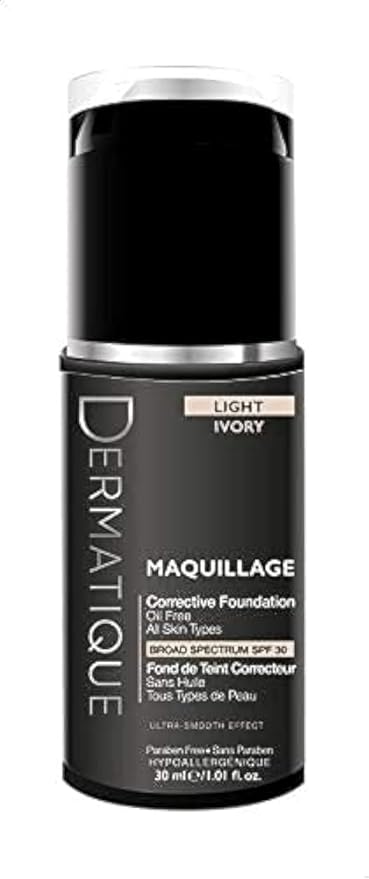 DERMATIQUE
LIGHT
IVORY
MAQUILLAGE
Corrective Foundation
Oil Free
All Skin Types
BROAD SPECTRUM SPF 30
Fond de Teint Correcteur
Sans Huile
Tous Types de Peau
ULTRA-SMOOTH EFFECT
Paraben Free • Sans Paraben
HYPOALLERGÉNIQUE
30 ml ℮/1.01 fl. oz.